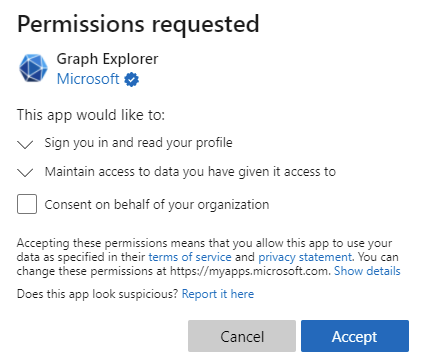 Permissions requested
Graph Explorer
Microsoft
This app would like to:
Sign you in and read your profile
Maintain access to data you have given it access to
Consent on behalf of your organization
Accepting these permissions means that you allow this app to use your
data as specified in their terms of service and privacy statement. You can
change these permissions at https://myapps.microsoft.com. Show details
Does this app look suspicious? Report it here
Cancel Accept